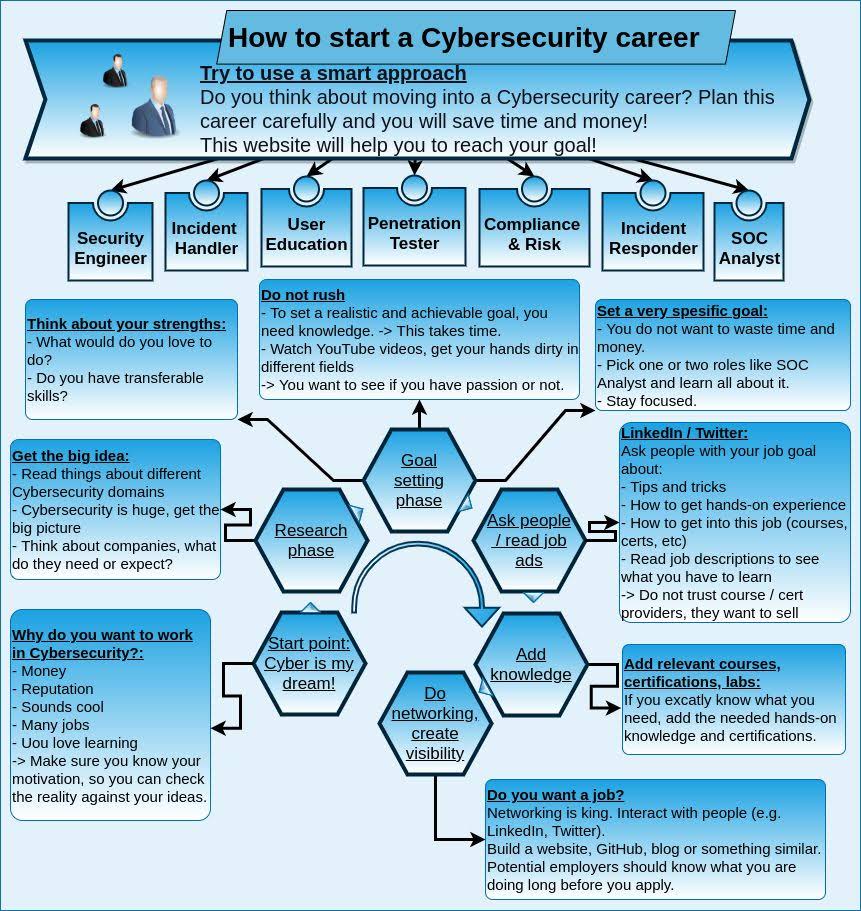 How to start a Cybersecurity career
Try to use a smart approach
Do you think about moving into a Cybersecurity career? Plan this
career carefully and you will save time and money!
This website will help you to reach your goal!
Security
Engineer
Incident
Handler
User
Education
Penetration
Tester
Compliance
& Risk
Incident
Responder
SOC
Analyst
Think about your strengths:
- What would do you love to
do?
- Do you have transferable
skills?
Do not rush
- To set a realistic and achievable goal, you
need knowledge. -> This takes time.
- Watch YouTube videos, get your hands dirty in
different fields
-> You want to see if you have passion or not.
Set a very spesific goal:
- You do not want to waste time and
money.
- Pick one or two roles like SOC
Analyst and learn all about it.
- Stay focused.
Get the big idea:
- Read things about different
Cybersecurity domains
- Cybersecurity is huge, get the
big picture
- Think about companies, what
do they need or expect?
Research
phase
Goal
setting
phase
Ask people
/ read job
ads
LinkedIn / Twitter:
Ask people with your job goal
about:
- Tips and tricks
- How to get hands-on experience
- How to get into this job (courses,
certs, etc)
- Read job descriptions to see
what you have to learn
-> Do not trust course / cert
providers, they want to sell
Why do you want to work
in Cybersecurity?:
- Money
- Reputation
- Sounds cool
- Many jobs
- Uou love learning
-> Make sure you know your
motivation, so you can check
the reality against your ideas.
Start point:
Cyber is my
dream!
Add
knowledge
Add relevant courses,
certifications, labs:
If you excatly know what you
need, add the needed hands-on
knowledge and certifications.
Do
networking,
create
visibility
Do you want a job?
Networking is king. Interact with people (e.g.
LinkedIn, Twitter).
Build a website, GitHub, blog or something similar.
Potential employers should know what you are
doing long before you apply.